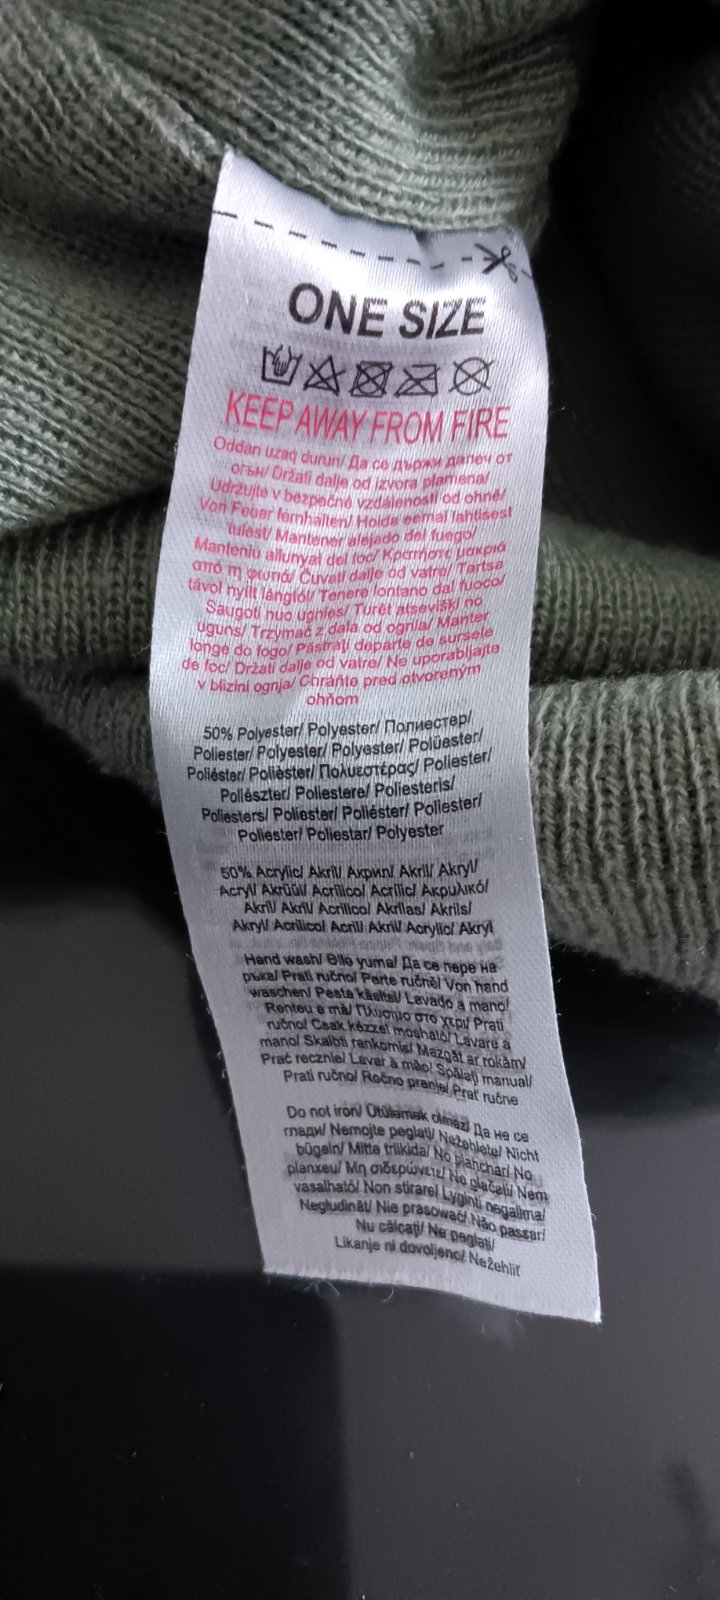 ONE SIZE
KEEP AWAY FROM FIRE
Oddan uzaq durun/ Да се държи далеч от
огън/ Držati dalje od izvora plamena/
Udržujte v bezpečné vzdálenosti od ohně/
Von Feuer fernhalten/ Hoida eemal lahtisest
tulest/ Mantener alejado del fuego/
Manteniu allunyat del foc/ Κρατήστε μακριά
από τη φωτιά/ Čuvati dalje od vatre/ Tartsa
távol nyílt lángtól/ Tenere lontano dal fuoco/
Saugoti nuo ugnies/ Turēt atsevišķi no
uguns/ Trzymać z dala od ognia/ Manter
longe do fogo/ Păstrați departe de sursele
de foc/ Držati dalje od vatre/ Ne uporabljajte
v bližini ognja/ Chráňte pred otvoreným
ohňom
50% Polyester/ Polyester/ Полиестер/
Poliester/ Polyester/ Polyester/ Polüester/
Poliéster/ Polièster/ Πολυεστέρας/ Poliester/
Poliészter/ Poliestere/ Poliesteris/
Poliesters/ Poliester/ Poliéster/ Poliester/
Poliester/ Poliestar/ Polyester
50% Acrylic/ Akril/ Акрил/ Akril/ Akryl/
Acryl/ Akrüül/ Acrílico/ Acrílic/ Ακρυλικό/
Akril/ Akril/ Acrilico/ Akrilas/ Akrils/
Akryl/ Acrílico/ Acril/ Akril/ Acrylic/ Akryl
Hand wash/ Əllə yuma/ Да се пере на
ръка/ Prati ručno/ Perte ručně/ Von hand
waschen/ Pesta käsitsi/ Lavado a mano/
Renteu a mà/ Πλύσιμο στο χέρι/ Prati
ručno/ Csak kézzel mosható/ Lavare a
mano/ Skalbti rankomis/ Mazgāt ar rokām/
Prać recznie/ Lavar à mão/ Spălați manual/
Prati ručno/ Ročno pranje/ Prať ručne
Do not iron/ Ütüləmək olmaz/ Да не се
глади/ Nemojte peglati/ Nežehlete/ Nicht
bügeln/ Mitte triikida/ No planchar/ No
planxeu/ Μη σιδερώνετε/ Ne glačati/ Nem
vasalható/ Non stirare/ Lyginti negalima/
Negludināt/ Nie prasować/ Não passar/
Nu călcați/ Ne peglati/
Likanje ni dovoljeno/ Nežehliť